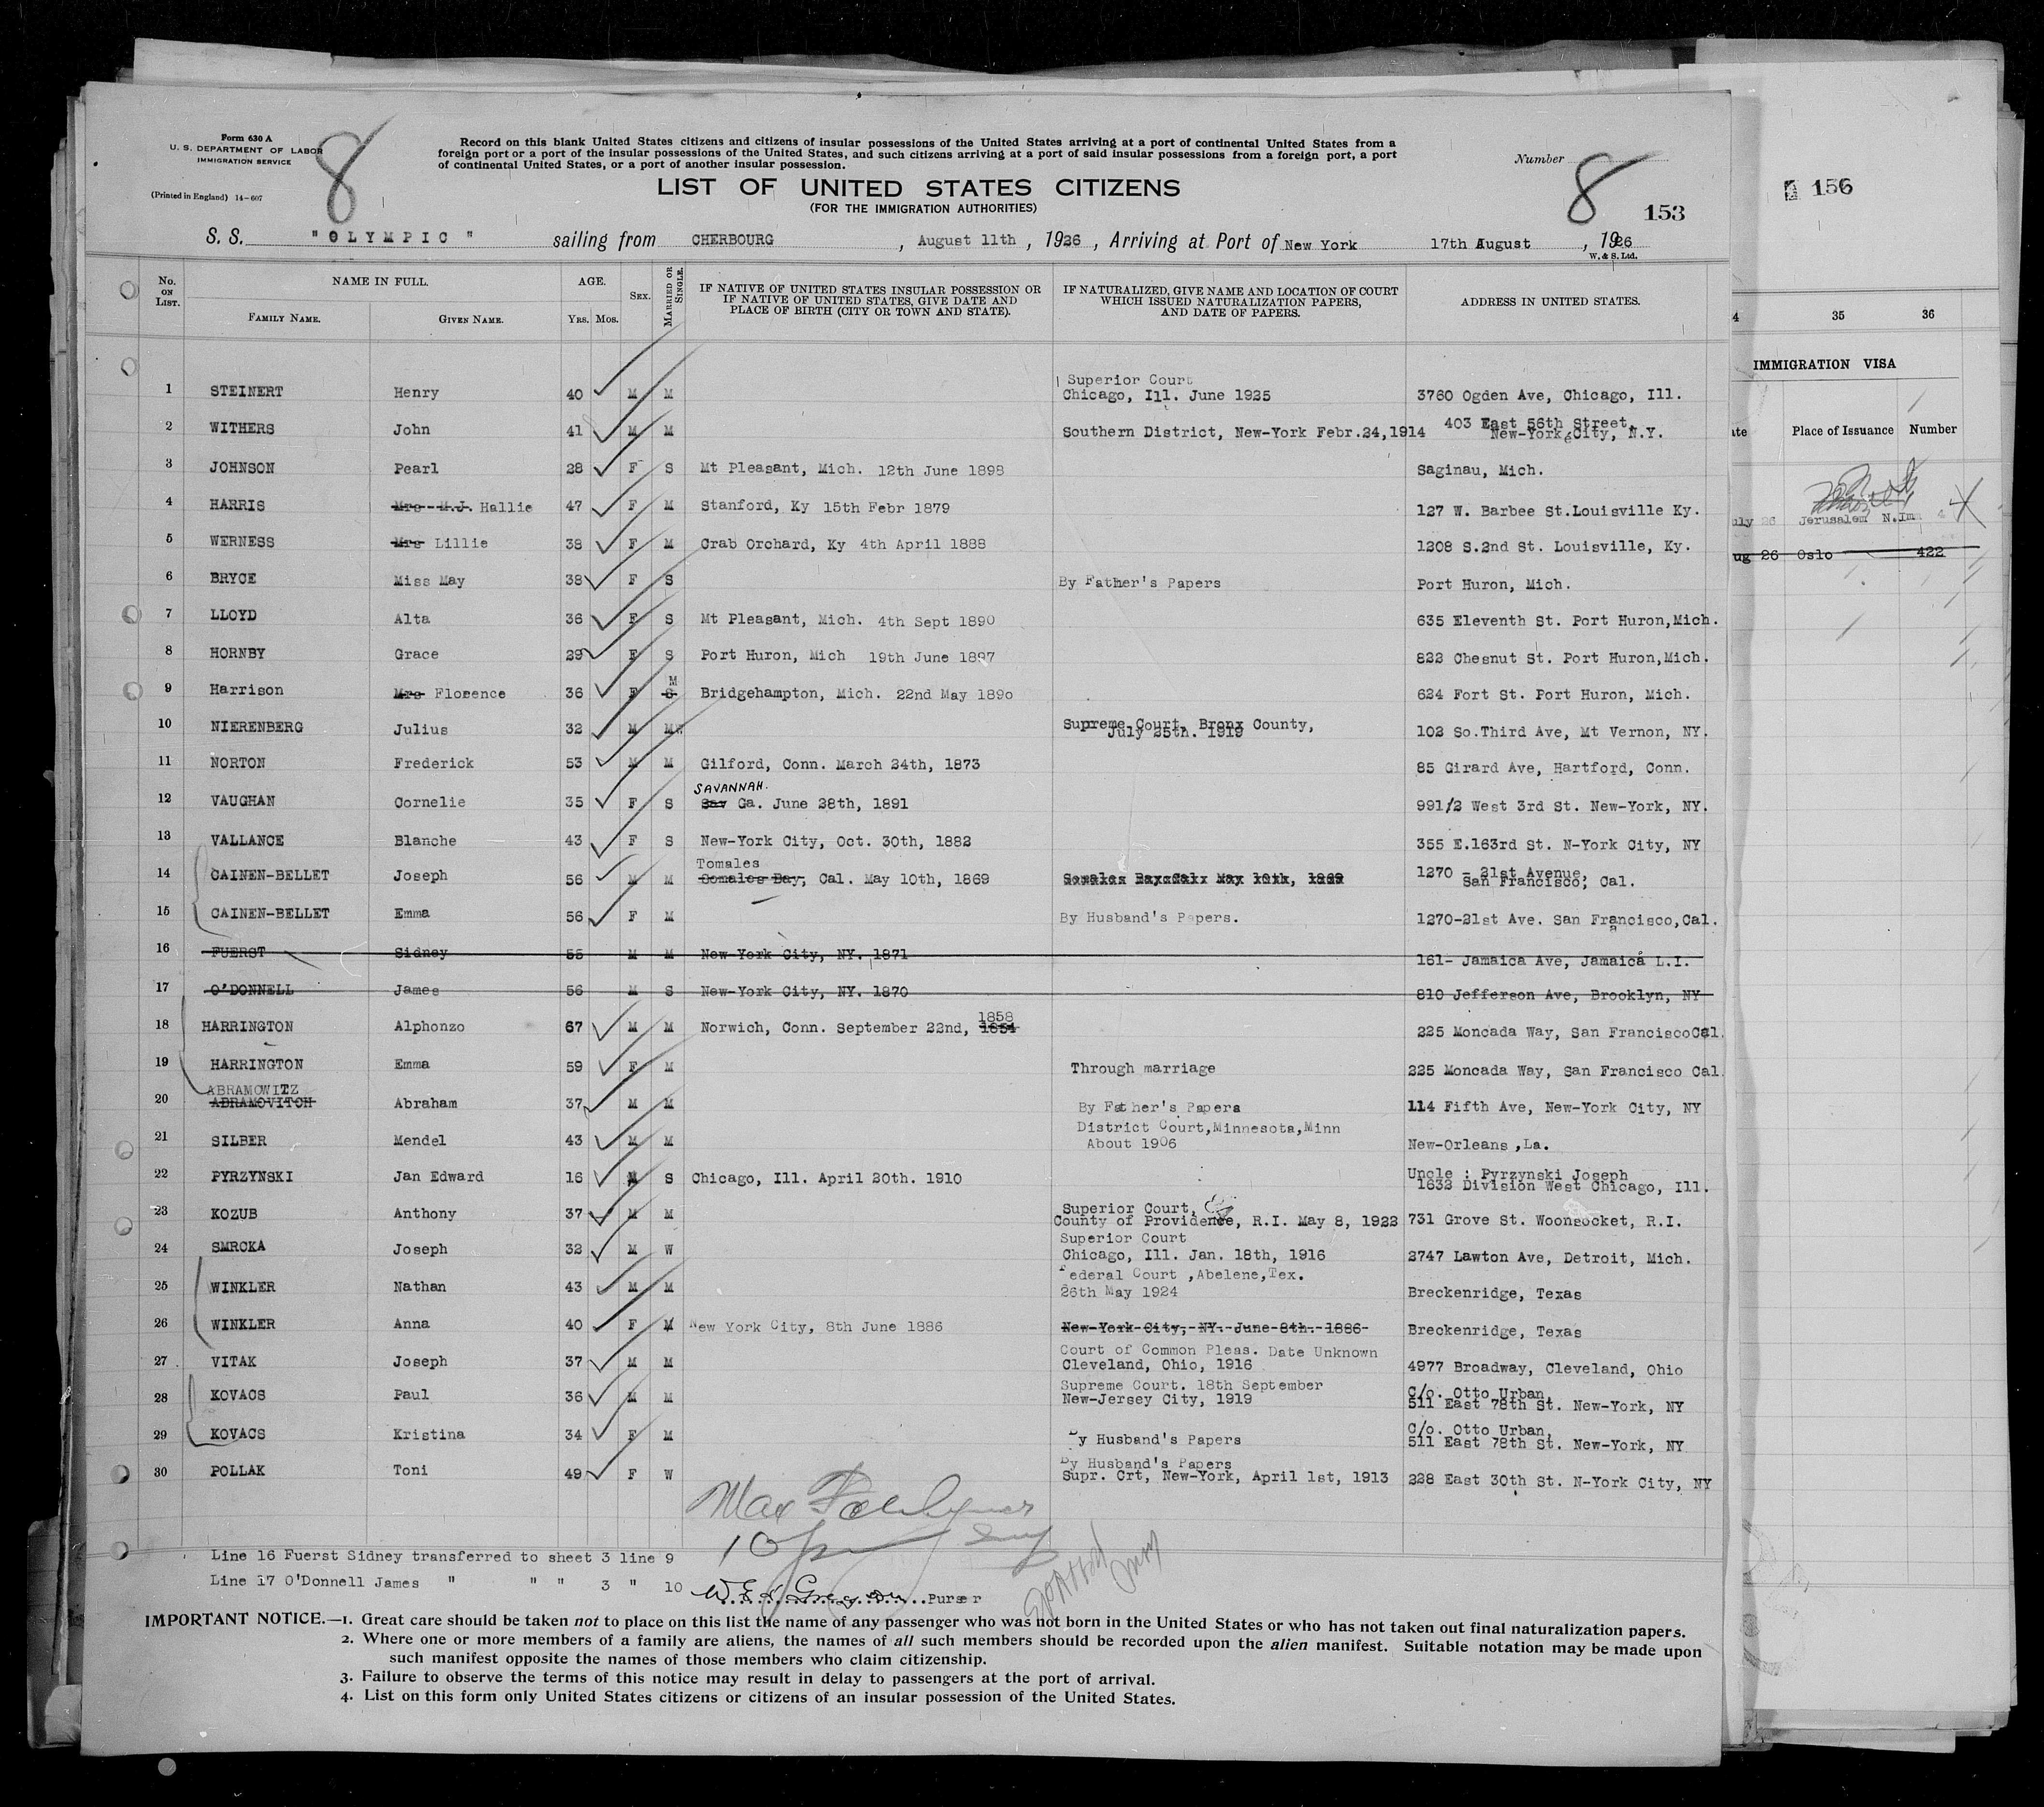 Form 630 A
U. S. DEPARTMENT OF LABOR
IMMIGRATION SERVICE
(Printed in England) 14-607
8
Record on this blank United States citizens and citizens of insular possessions of the United States arriving at a port of continental United States from a
foreign port or a port of the insular possessions of the United States, and such citizens arriving at a port of said insular possessions from a foreign port, a port
of continental United States, or a port of another insular possession.
LIST OF UNITED STATES CITIZENS
(FOR THE IMMIGRATION AUTHORITIES)
Number 8
153
S. S. "OLYMPIC" sailing from CHERBOURG, August 11th, 1926, Arriving at Port of New York 17th August, 1926
W. & S. Ltd.
No. ON LIST. NAME IN FULL. FAMILY NAME. GIVEN NAME. AGE. YRS. MOS. SEX. MARRIED OR SINGLE. IF NATIVE OF UNITED STATES INSULAR POSSESSION OR IF NATIVE OF UNITED STATES, GIVE DATE AND PLACE OF BIRTH (CITY OR TOWN AND STATE). IF NATURALIZED, GIVE NAME AND LOCATION OF COURT WHICH ISSUED NATURALIZATION PAPERS, AND DATE OF PAPERS. ADDRESS IN UNITED STATES.
1 STEINERT Henry 40 M M Superior Court Chicago, Ill. June 1925 3760 Ogden Ave, Chicago, Ill.
2 WITHERS John 41 M M Southern District, New-York Febr.24,1914 403 East 56th Street, New-York City, N.Y.
3 JOHNSON Pearl 28 F S Mt Pleasant, Mich. 12th June 1898 Saginau, Mich.
4 HARRIS Mrs M.J. Hallie 47 F M Stanford, Ky 15th Febr 1879 127 W. Barbee St.Louisville Ky.
5 WERNESS Mrs Lillie 38 F M Crab Orchard, Ky 4th April 1888 1208 S.2nd St. Louisville, Ky.
6 BRYCE Miss May 38 F S By Father's Papers Port Huron, Mich.
7 LLOYD Alta 36 F S Mt Pleasant, Mich. 4th Sept 1890 635 Eleventh St. Port Huron,Mich.
8 HORNBY Grace 29 F S Port Huron, Mich 19th June 1897 822 Chesnut St. Port Huron,Mich.
9 Harrison Mrs Florence 36 F S M Bridgehampton, Mich. 22nd May 1890 624 Fort St. Port Huron, Mich.
10 NIERENBERG Julius 32 M M Supreme Court, Bronx County, July 25th. 1919 102 So.Third Ave, Mt Vernon, NY.
11 NORTON Frederick 53 M M Gilford, Conn. March 24th, 1873 85 Girard Ave, Hartford, Conn.
12 VAUGHAN Cornelie 35 F S SAVANNAH. Sav Ga. June 28th, 1891 991/2 West 3rd St. New-York, NY.
13 VALLANCE Blanche 43 F S New-York City, Oct. 30th, 1882 355 E.163rd St. N-York City, NY
14 CAINEN-BELLET Joseph 56 M M Tomales Somales Bay, Cal. May 10th, 1869 Somales Bay Cal. May 10th, 1869 1270 - 21st Avenue, San Francisco, Cal.
15 CAINEN-BELLET Emma 56 F M By Husband's Papers. 1270-21st Ave. San Francisco,Cal.
16 FUERST Sidney 55 M M New-York City, NY. 1871 161- Jamaica Ave, Jamaica L.I.
17 O'DONNELL James 56 M S New-York City, NY. 1870 810 Jefferson Ave, Brooklyn, NY
18 HARRINGTON Alphonzo 67 M M Norwich, Conn. September 22nd, 1858 225 Moncada Way, San FranciscoCal.
19 HARRINGTON Emma 59 F M Through marriage 225 Moncada Way, San Francisco Cal.
20 ABRAMOWITZ ABRAMOVITCH Abraham 37 M M By Father's Papers 114 Fifth Ave, New-York City, NY
21 SILBER Mendel 43 M M District Court,Minnesota,Minn About 1906 New-Orleans ,La.
22 PYRZYNSKI Jan Edward 16 M S Chicago, Ill. April 20th. 1910 Uncle : Pyrzynski Joseph 1632 Division West Chicago, Ill.
23 KOZUB Anthony 37 M M Superior Court, County of Providence, R.I. May 8, 1922 731 Grove St. Woonsocket, R.I.
24 SMRCKA Joseph 32 M W Superior Court Chicago, Ill. Jan. 18th, 1916 2747 Lawton Ave, Detroit, Mich.
25 WINKLER Nathan 43 M M Federal Court ,Abelene,Tex. 26th May 1924 Breckenridge, Texas
26 WINKLER Anna 40 F M New York City, 8th June 1886 New-York-City,-NY.-June-8th.-1886- Breckenridge, Texas
27 VITAK Joseph 37 M M Court of Common Pleas. Date Unknown Cleveland, Ohio, 1916 4977 Broadway, Cleveland, Ohio
28 KOVACS Paul 36 M M Supreme Court. 18th September New-Jersey City, 1919 C/o. Otto Urban, 511 East 78th St. New-York, NY
29 KOVACS Kristina 34 F M By Husband's Papers C/o. Otto Urban, 511 East 78th St. New-York, NY
30 POLLAK Toni 49 F W By Husband's Papers Supr. Crt, New-York, April 1st, 1913 228 East 30th St. N-York City, NY
Max
Line 16 Fuerst Sidney transferred to sheet 3 line 9
Line 17 O'Donnell James " " " 3 " 10
Purser
IMPORTANT NOTICE.—1. Great care should be taken not to place on this list the name of any passenger who was not born in the United States or who has not taken out final naturalization papers.
2. Where one or more members of a family are aliens, the names of all such members should be recorded upon the alien manifest. Suitable notation may be made upon
such manifest opposite the names of those members who claim citizenship.
3. Failure to observe the terms of this notice may result in delay to passengers at the port of arrival.
4. List on this form only United States citizens or citizens of an insular possession of the United States.
156
35 36
IMMIGRATION VISA
Place of Issuance Number
26 Jerusalem N.Im 4
26 Oslo 422